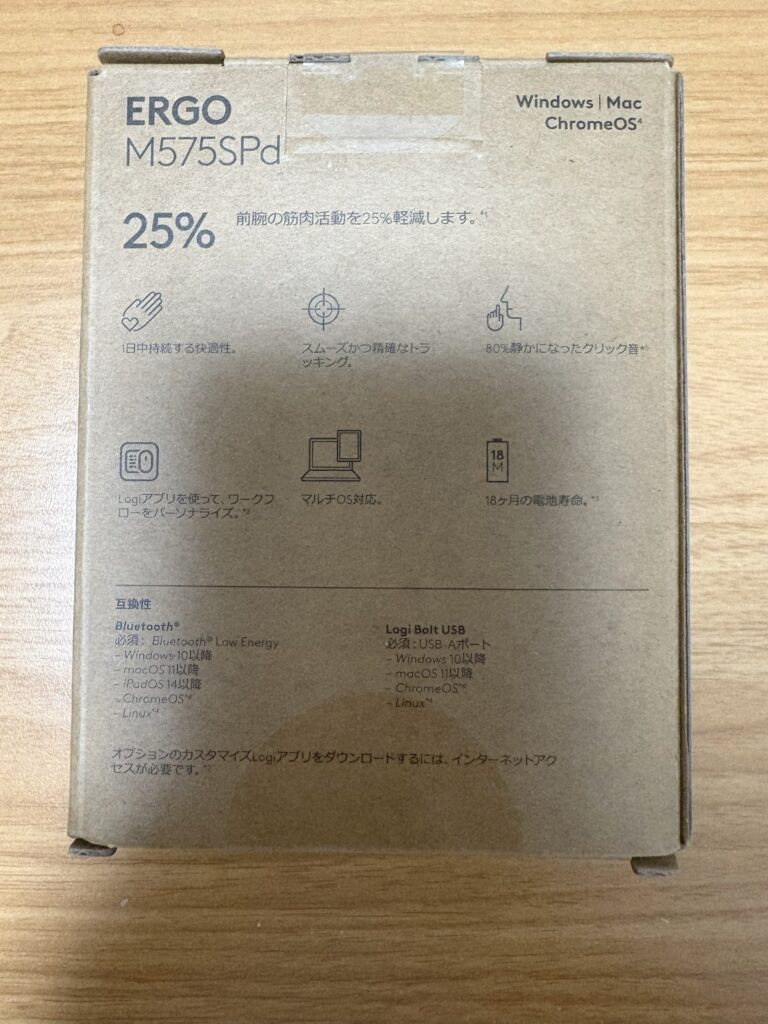 ERGO
M575SPd
Windows | Mac
ChromeOS*⁴
25%
前腕の筋肉活動を25%軽減します。*¹
1日中持続する快適性。
スムーズかつ精確なトラ
ッキング。
80%静かになったクリック音
Logiアプリを使って、ワークフ
ローをパーソナライズ。*²
マルチOS対応。
18
M
18ヶ月の電池寿命。*³
互換性
Bluetooth®
必須: Bluetooth® Low Energy
- Windows 10以降
- macOS 11以降
- iPadOS 14以降
- ChromeOS*⁴
- Linux*⁴
Logi Bolt USB
必須: USB-Aポート
- Windows 10以降
- macOS 11以降
- ChromeOS*⁴
- Linux*⁴
オプションのカスタマイズLogiアプリをダウンロードするには、インターネットアク
セスが必要です。*²